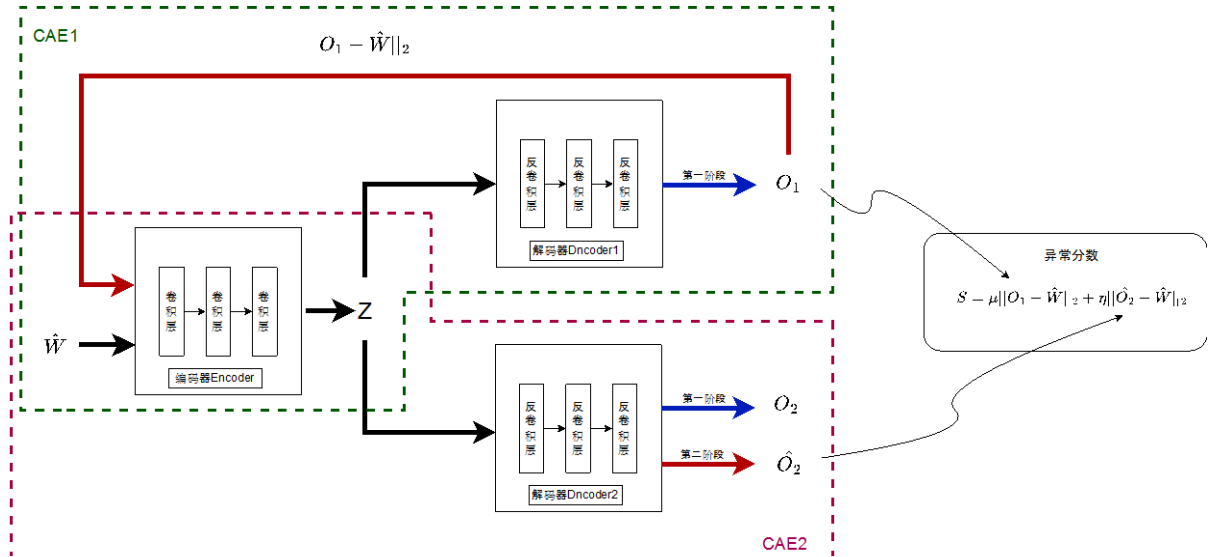 CAE1
O₁ − Ŵ||₂
反卷积层
反卷积层
反卷积层
解码器Dncoder1
第一阶段
O₁
卷积层
卷积层
卷积层
编码器Encoder
Ŵ
Z
反卷积层
反卷积层
反卷积层
解码器Dncoder2
第一阶段
O₂
第二阶段
Ô₂
异常分数
S − μ||O₁ − Ŵ|₂ + η||Ô₂ − Ŵ||₂
CAE2